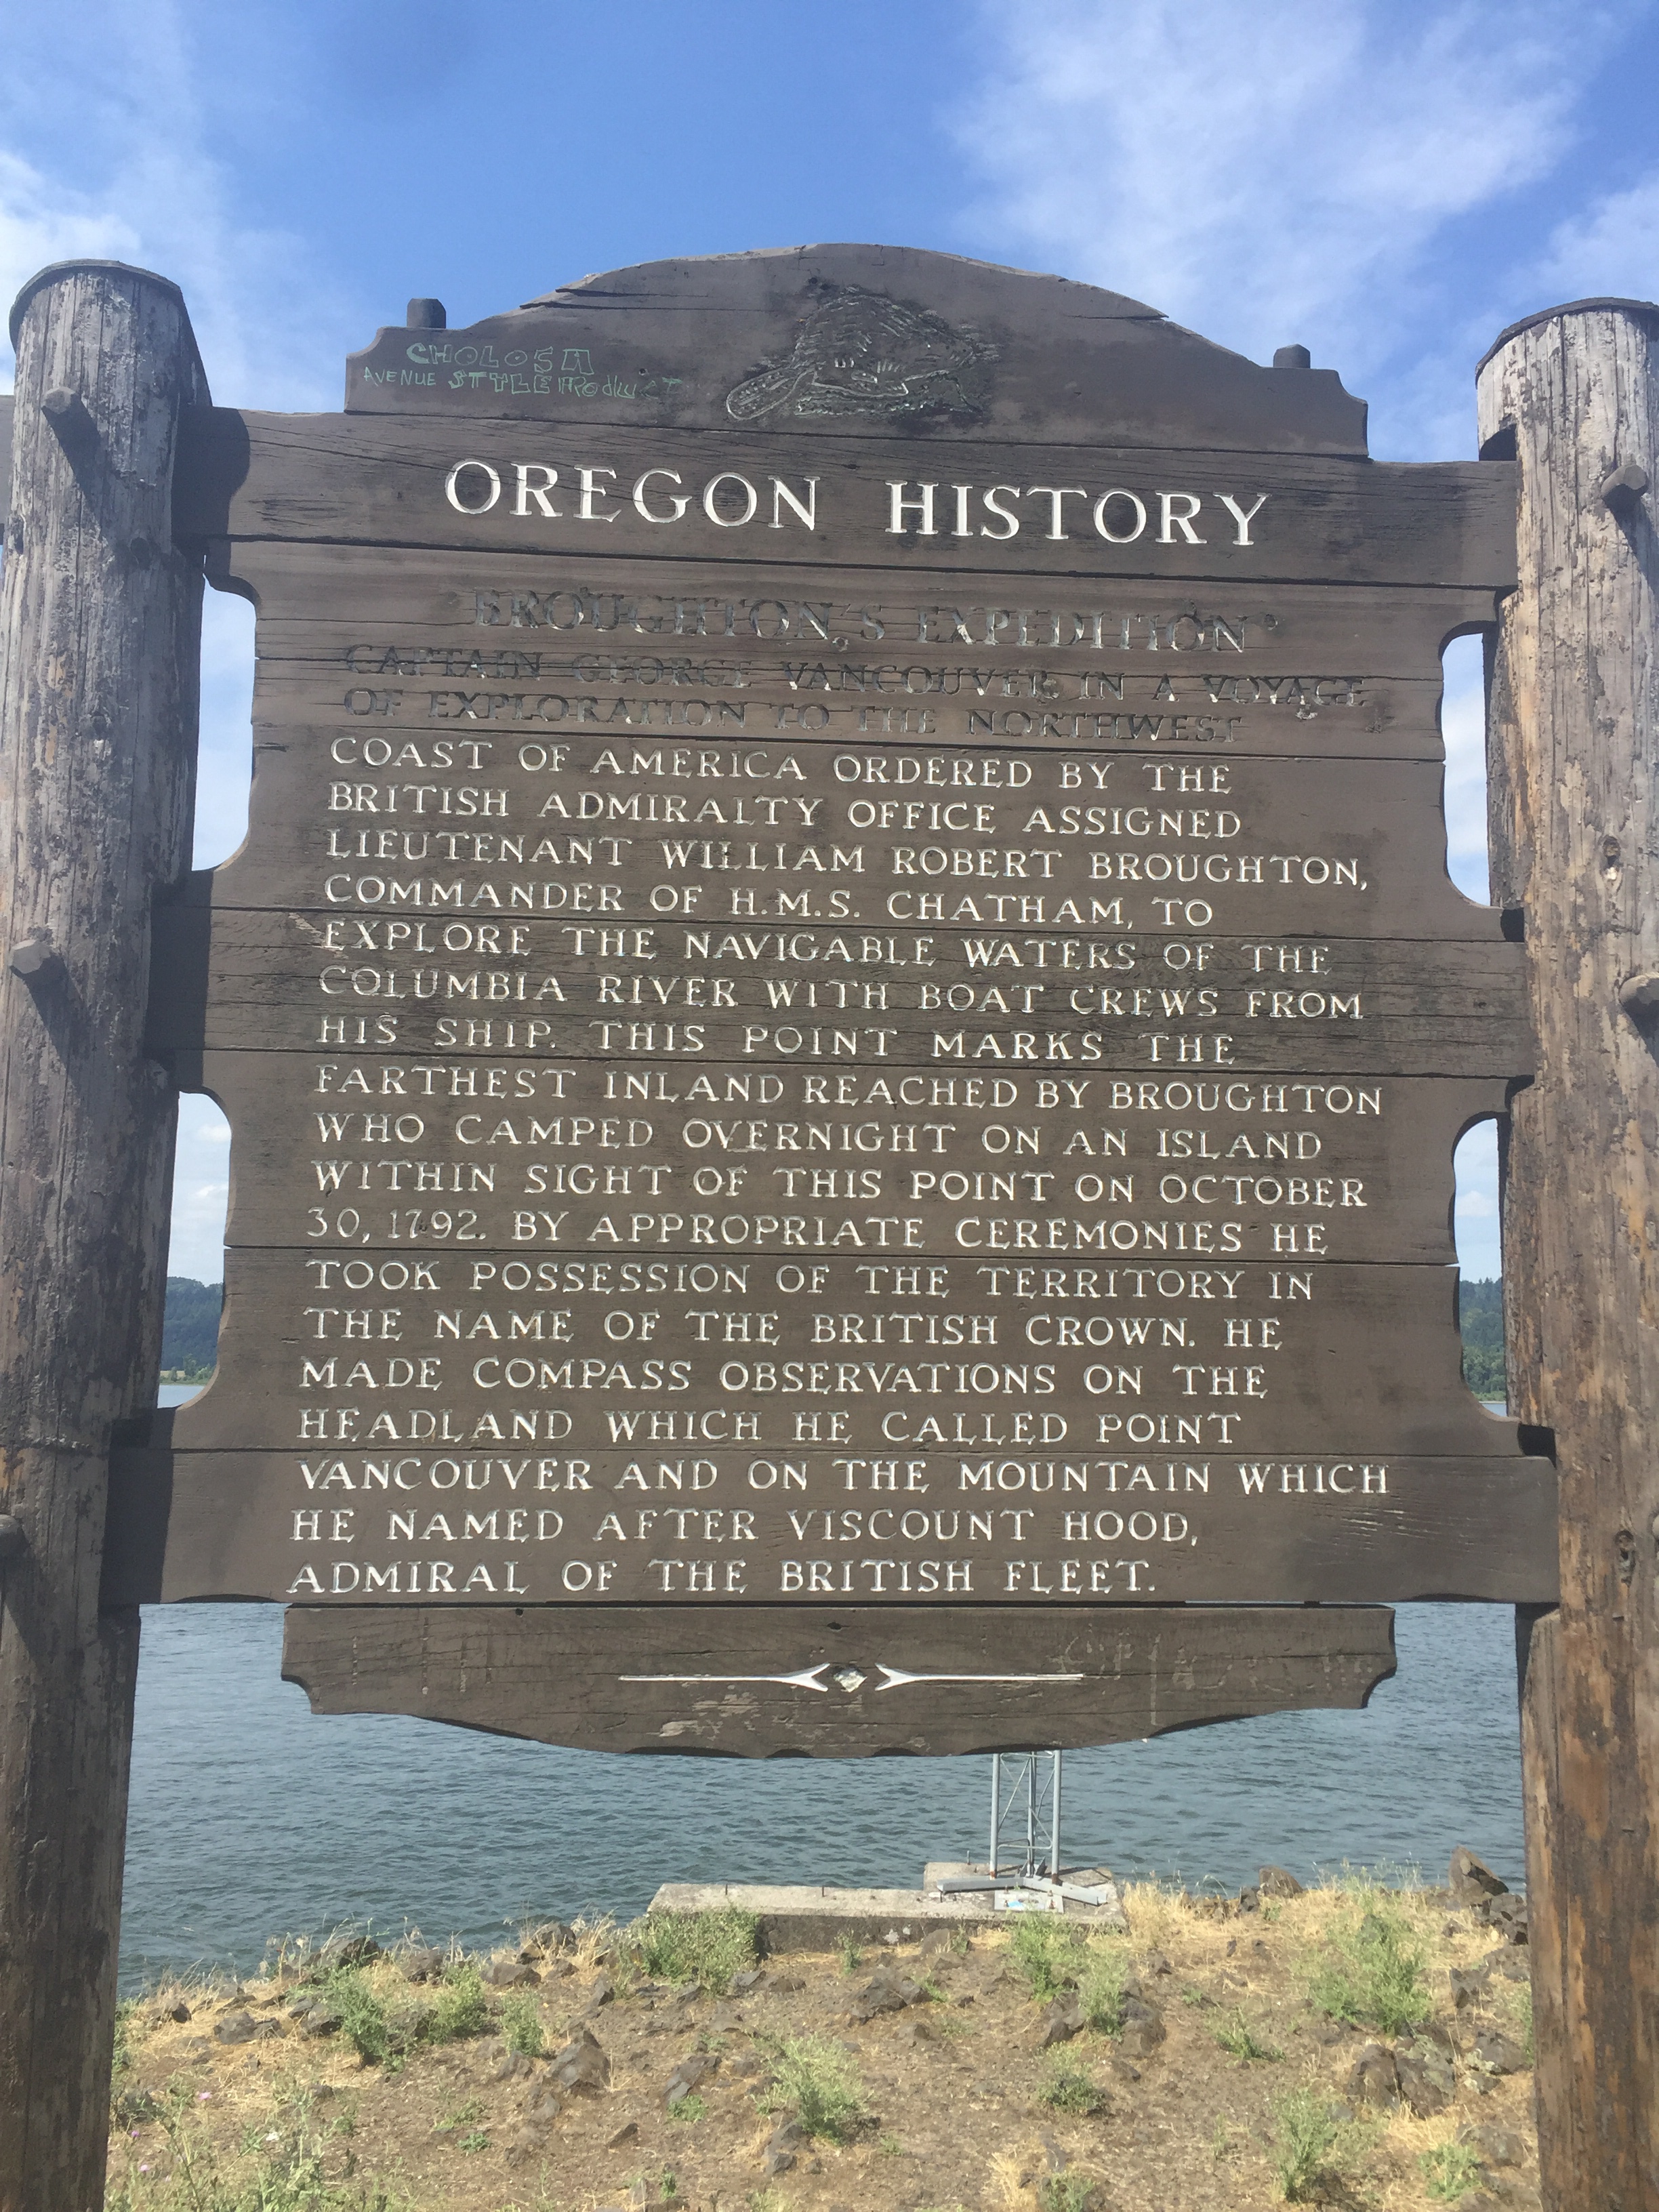 CHOLOSA
AVENUE STYLE PRODUCT
OREGON HISTORY
BROUGHTON'S EXPEDITION
CAPTAIN GEORGE VANCOUVER IN A VOYAGE
OF EXPLORATION TO THE NORTHWEST
COAST OF AMERICA ORDERED BY THE
BRITISH ADMIRALTY OFFICE ASSIGNED
LIEUTENANT WILLIAM ROBERT BROUGHTON,
COMMANDER OF H.M.S. CHATHAM, TO
EXPLORE THE NAVIGABLE WATERS OF THE
COLUMBIA RIVER WITH BOAT CREWS FROM
HIS SHIP. THIS POINT MARKS THE
FARTHEST INLAND REACHED BY BROUGHTON
WHO CAMPED OVERNIGHT ON AN ISLAND
WITHIN SIGHT OF THIS POINT ON OCTOBER
30, 1792. BY APPROPRIATE CEREMONIES HE
TOOK POSSESSION OF THE TERRITORY IN
THE NAME OF THE BRITISH CROWN. HE
MADE COMPASS OBSERVATIONS ON THE
HEADLAND WHICH HE CALLED POINT
VANCOUVER AND ON THE MOUNTAIN WHICH
HE NAMED AFTER VISCOUNT HOOD,
ADMIRAL OF THE BRITISH FLEET.